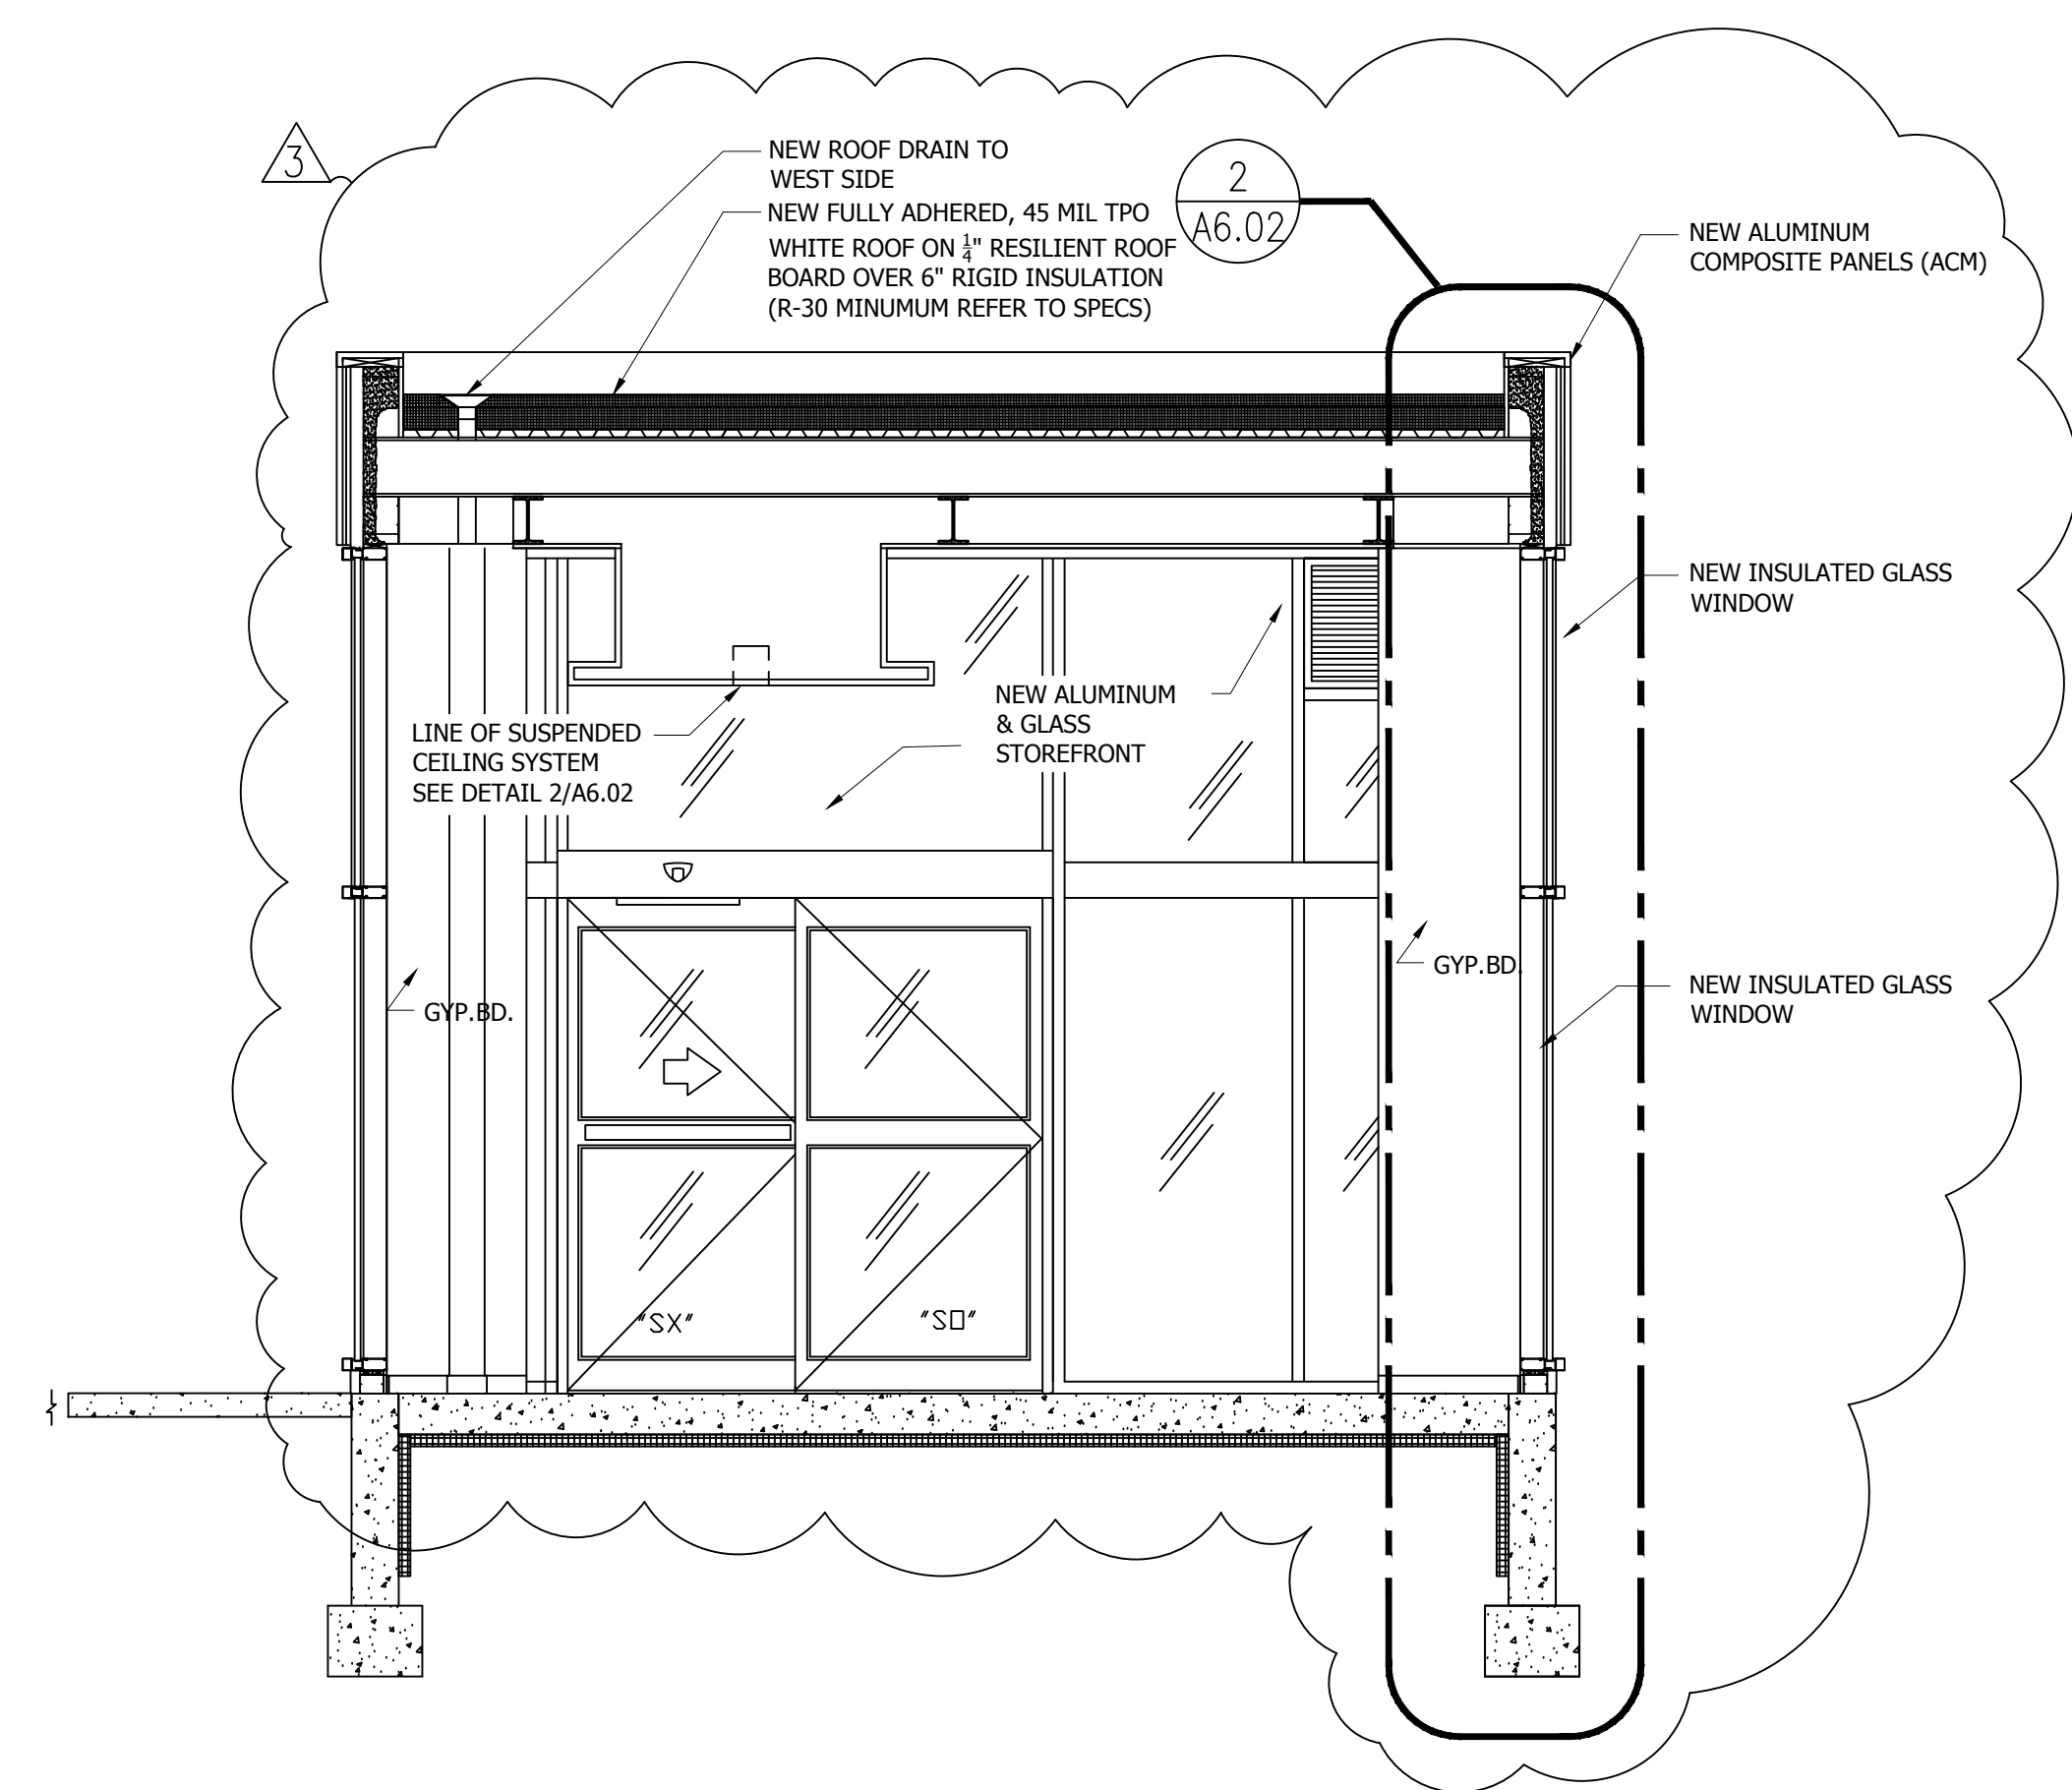 3
NEW ROOF DRAIN TO
WEST SIDE
NEW FULLY ADHERED, 45 MIL TPO
WHITE ROOF ON 1/4" RESILIENT ROOF
BOARD OVER 6" RIGID INSULATION
(R-30 MINUMUM REFER TO SPECS)
2
A6.02
NEW ALUMINUM
COMPOSITE PANELS (ACM)
NEW INSULATED GLASS
WINDOW
LINE OF SUSPENDED
CEILING SYSTEM
SEE DETAIL 2/A6.02
NEW ALUMINUM
& GLASS
STOREFRONT
GYP.BD.
GYP.BD.
NEW INSULATED GLASS
WINDOW
"SX"
"SO"